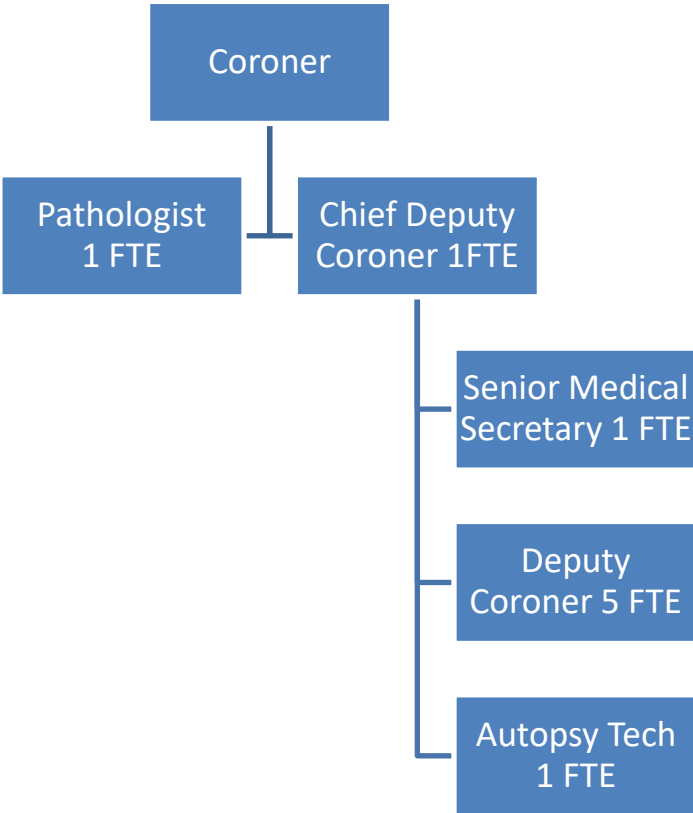 Coroner
Pathologist
1 FTE
Chief Deputy
Coroner 1FTE
Senior Medical
Secretary 1 FTE
Deputy
Coroner 5 FTE
Autopsy Tech
1 FTE